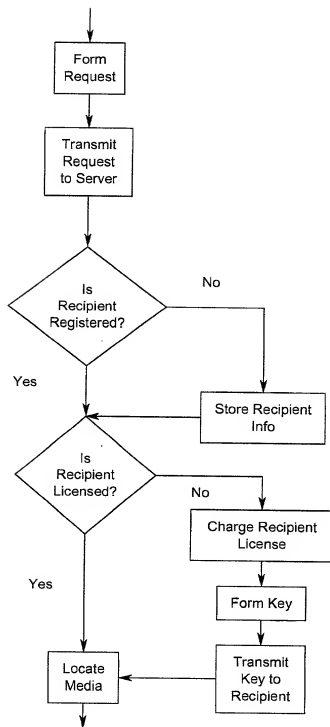 Form
Request
Transmit
Request
to Server
Is
Recipient
Registered?
No
Yes
Store Recipient
Info
Is
Recipient
Licensed?
No
Charge Recipient
License
Yes
Form Key
Locate
Media
Transmit
Key to
Recipient